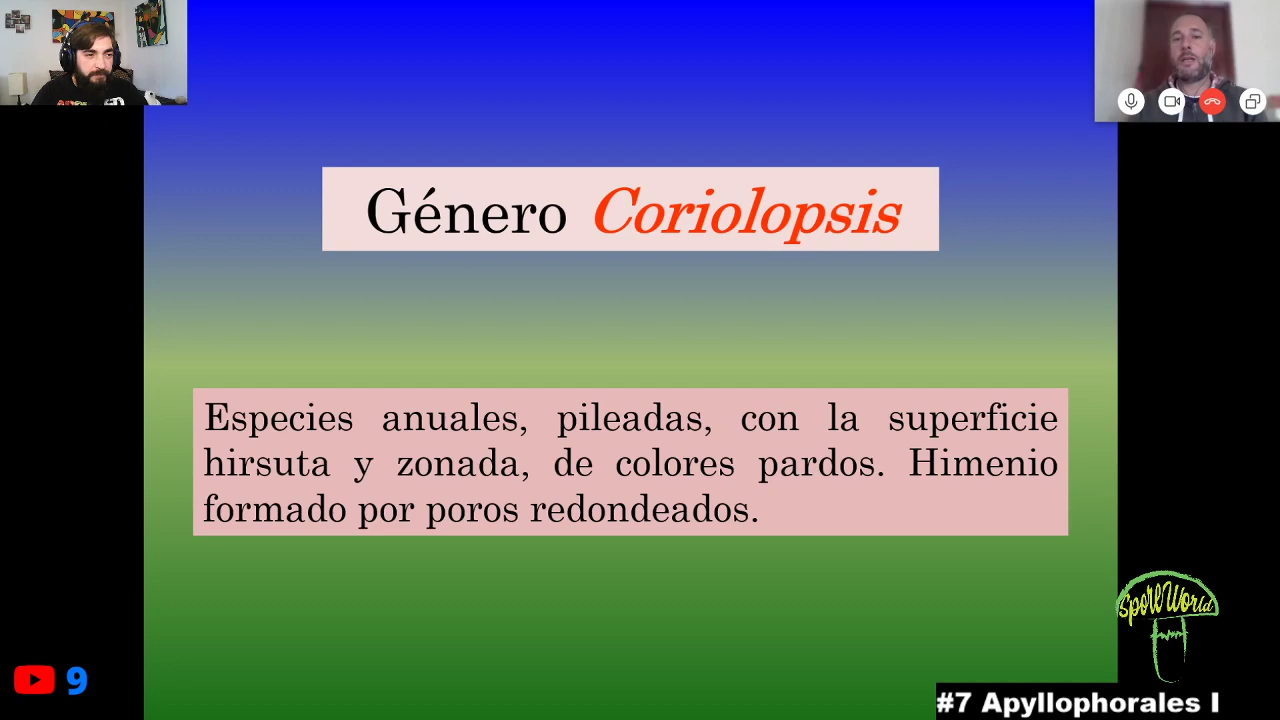 Género Coriolopsis
Especies anuales, pileadas, con la superficie
hirsuta y zonada, de colores pardos. Himenio
formado por poros redondeados.
SporeWorld
9
#7 Apyllophorales I